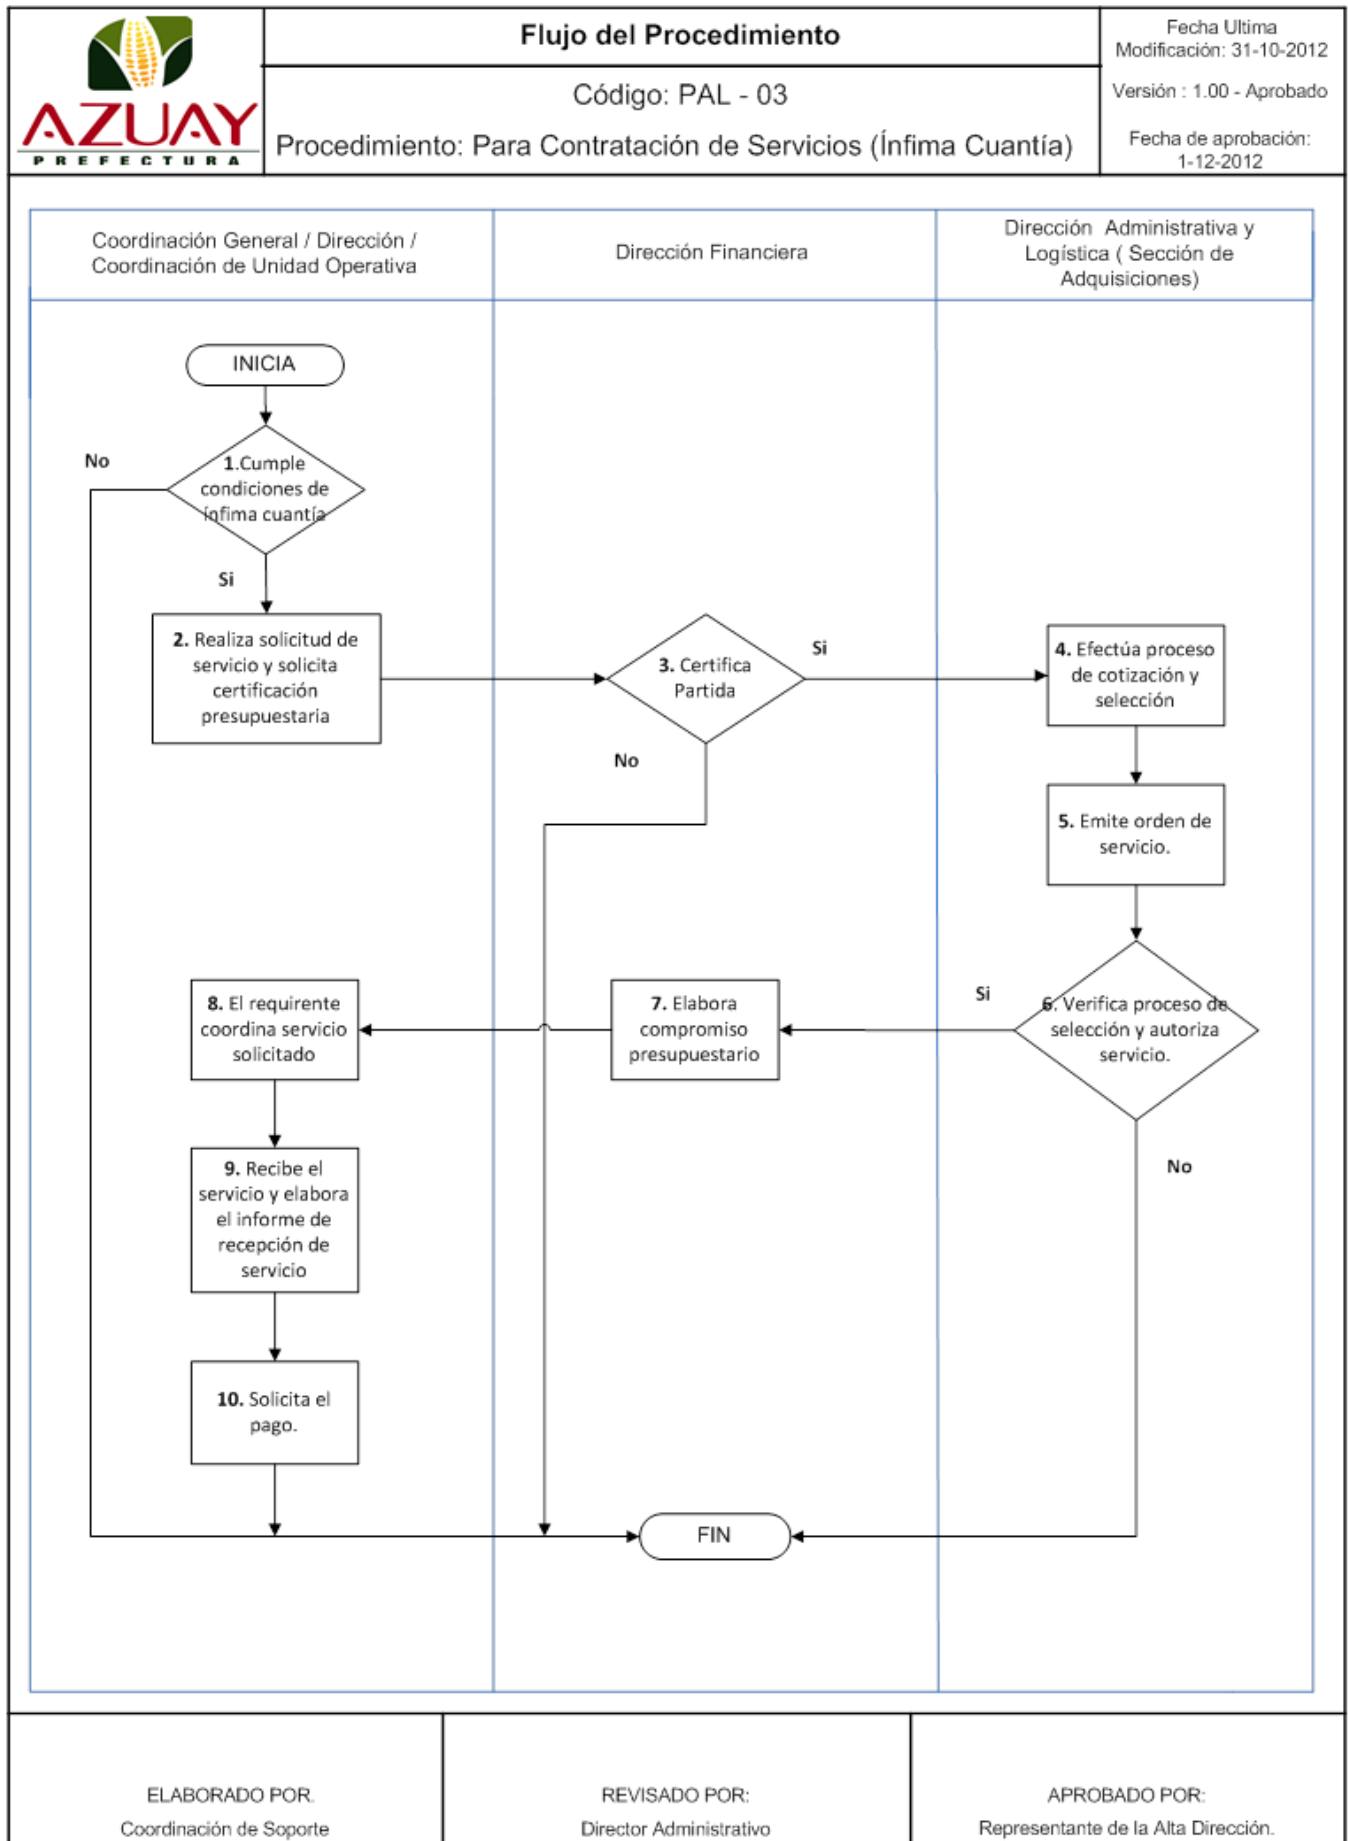 AZUAY
PREFECTURA
Flujo del Procedimiento
Código: PAL - 03
Procedimiento: Para Contratación de Servicios (Ínfima Cuantía)
Fecha Ultima
Modificación: 31-10-2012
Versión : 1.00 - Aprobado
Fecha de aprobación:
1-12-2012
Coordinación General / Dirección /
Coordinación de Unidad Operativa
Dirección Financiera
Dirección Administrativa y
Logística ( Sección de
Adquisiciones)
INICIA
No
1.Cumple
condiciones de
ínfima cuantía
Si
2. Realiza solicitud de
servicio y solicita
certificación
presupuestaria
3. Certifica
Partida
Si
No
4. Efectúa proceso
de cotización y
selección
5. Emite orden de
servicio.
6. Verifica proceso de
selección y autoriza
servicio.
Si
No
7. Elabora
compromiso
presupuestario
8. El requirente
coordina servicio
solicitado
9. Recibe el
servicio y elabora
el informe de
recepción de
servicio
10. Solicita el
pago.
FIN
ELABORADO POR.
Coordinación de Soporte
REVISADO POR:
Director Administrativo
APROBADO POR:
Representante de la Alta Dirección.